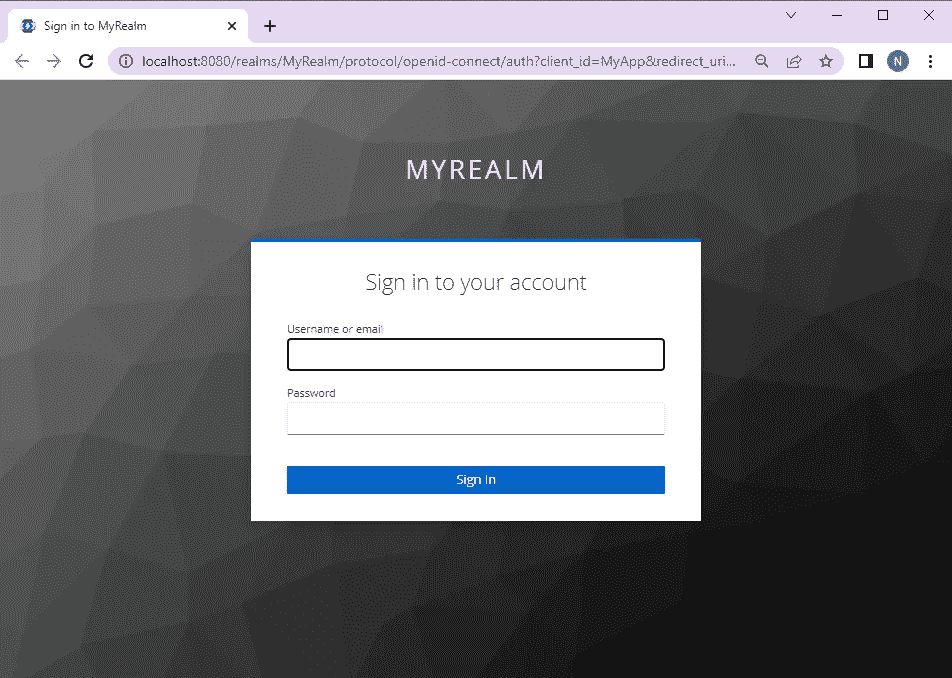 Sign in to MyRealm
localhost:8080/realms/MyRealm/protocol/openid-connect/auth?client_id=MyApp&redirect_uri...
N
MYREALM
Sign in to your account
Username or email
Password
Sign In